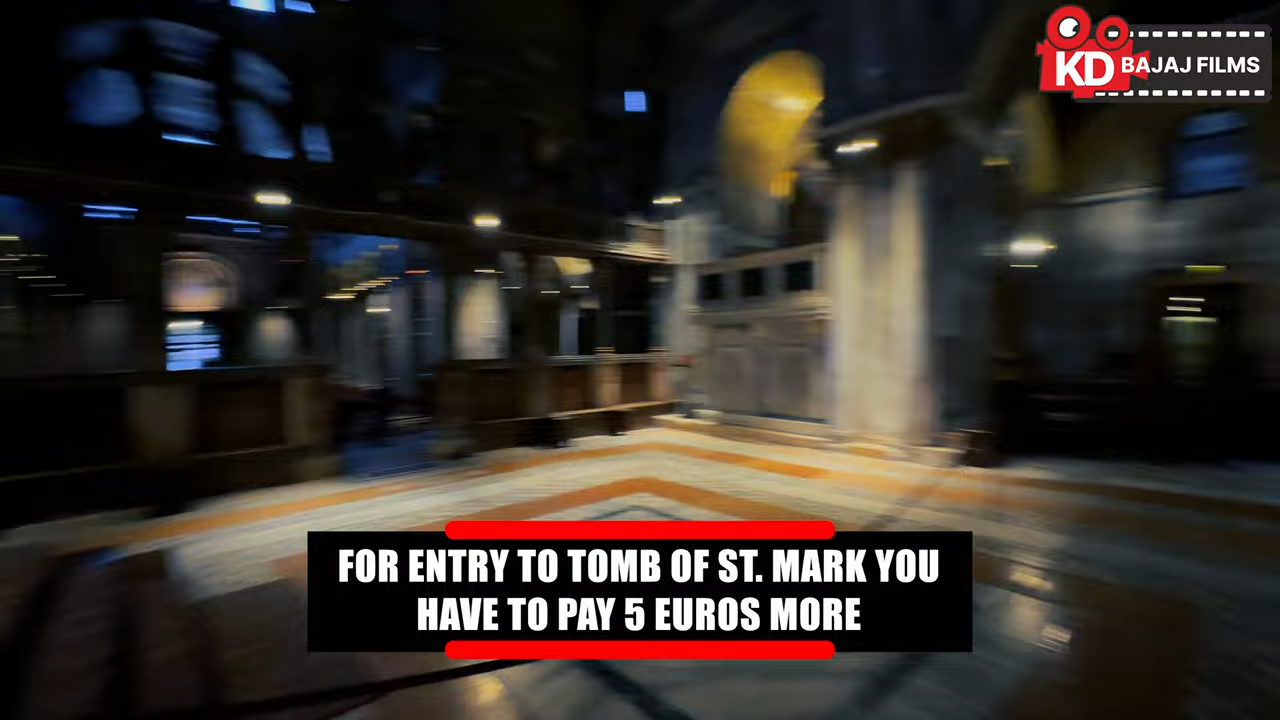 KD BAJAJ FILMS
FOR ENTRY TO TOMB OF ST. MARK YOU
HAVE TO PAY 5 EUROS MORE